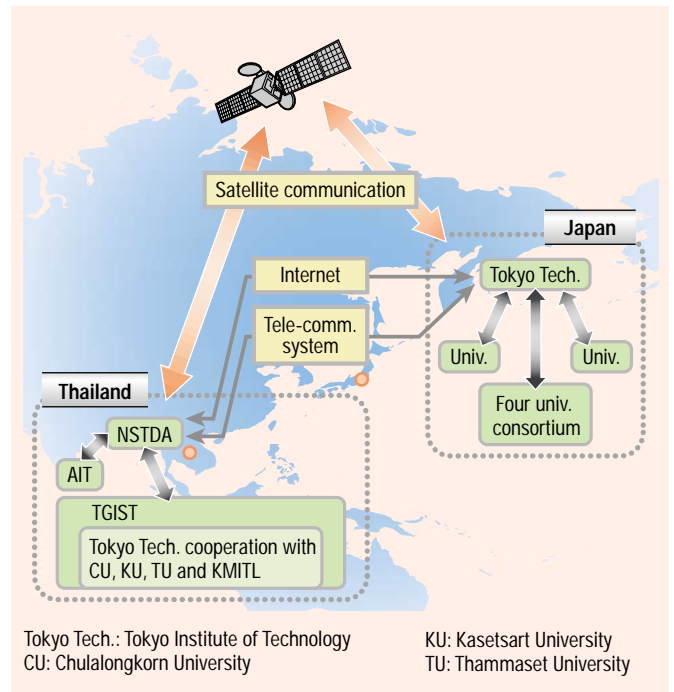 Satellite communication
Japan
Internet
Tokyo Tech.
Tele-comm.
system
Univ.
Univ.
Four univ.
consortium
Thailand
NSTDA
AIT
TGIST
Tokyo Tech. cooperation with
CU, KU, TU and KMITL
Tokyo Tech.: Tokyo Institute of Technology
CU: Chulalongkorn University
KU: Kasetsart University
TU: Thammaset University